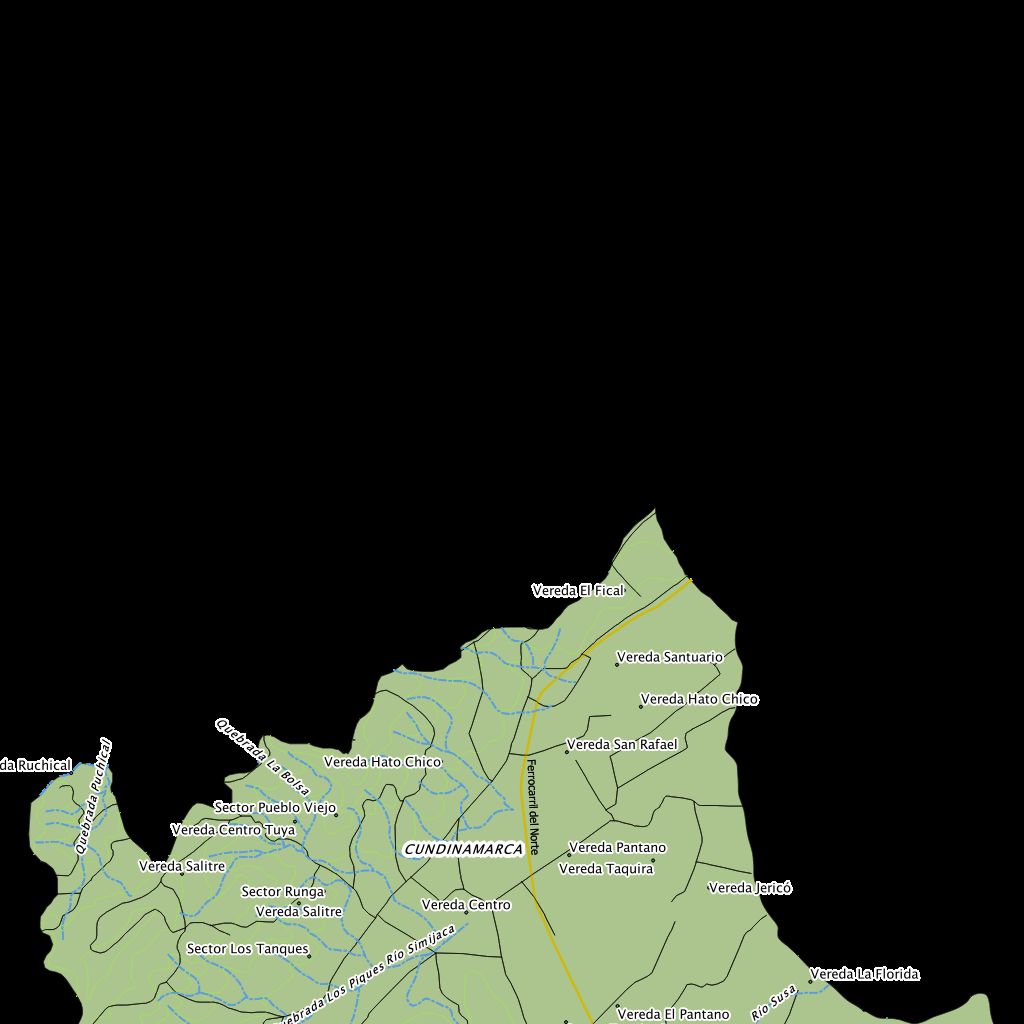 Vereda El Fical
Vereda Santuario
Vereda Hato Chico
Quebrada La Bolsa
Vereda San Rafael
Quebrada Puchical
da Ruchical
Vereda Hato Chico
Ferrocarril del Norte
Sector Pueblo Viejo
Vereda Centro Tuya
CUNDINAMARCA
Vereda Pantano
Vereda Salitre
Vereda Taquira
Sector Runga
Vereda Jericó
Vereda Salitre
Vereda Centro
Sector Los Tanques
Quebrada Los Piques Río Simijaca
Vereda La Florida
Río Susa
Vereda El Pantano